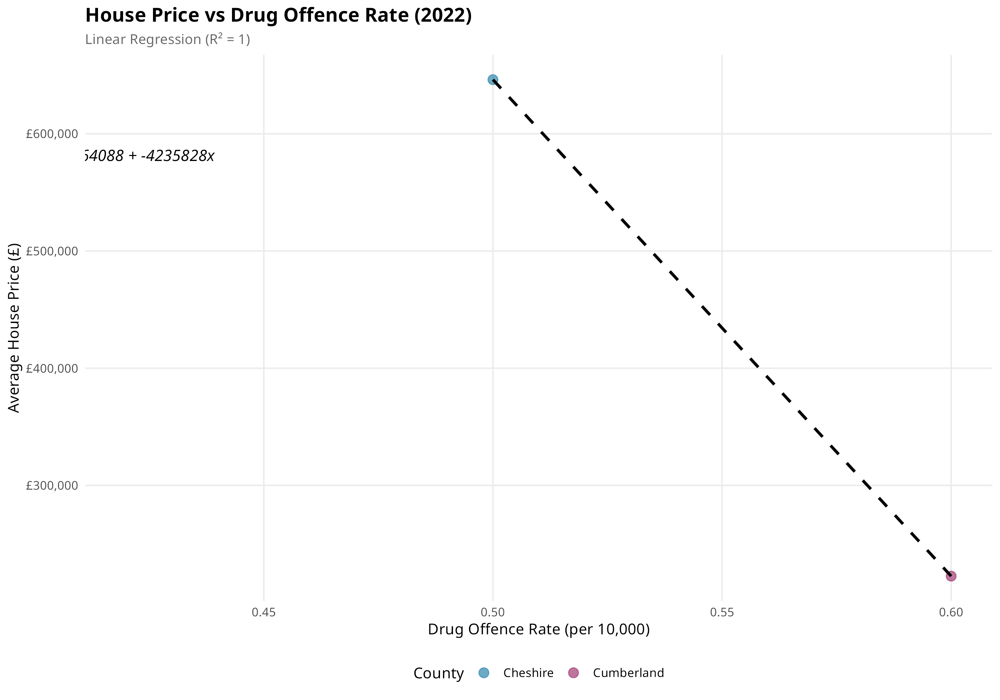 House Price vs Drug Offence Rate (2022)
Linear Regression (R² = 1)
£600,000
4088 + -4235828x
£500,000
£400,000
£300,000
Average House Price (£)
0.45 0.50 0.55 0.60
Drug Offence Rate (per 10,000)
County Cheshire Cumberland